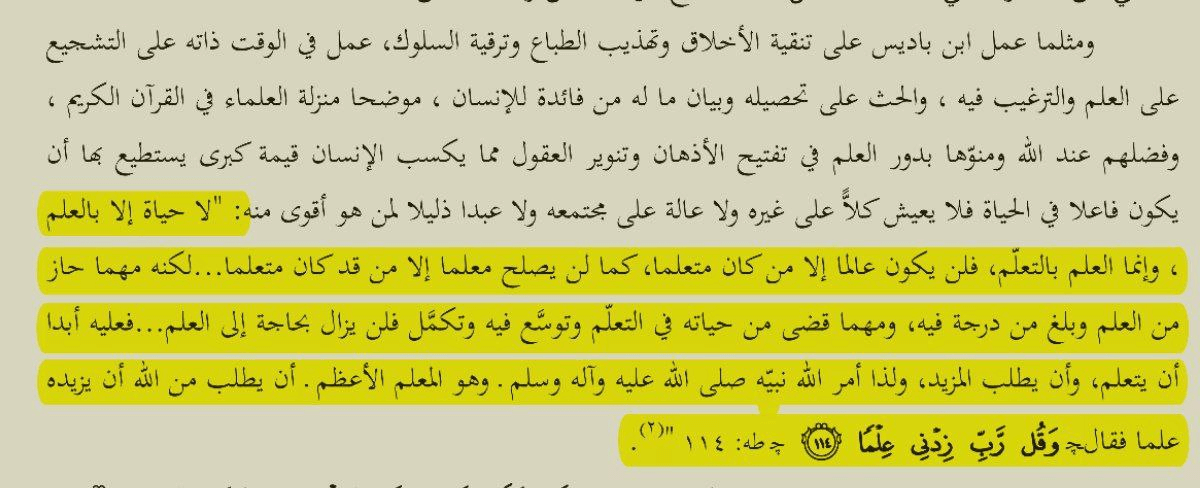 ومثلما عمل ابن باديس على تنقية الأخلاق وتهذيب الطباع وترقية السلوك، عمل في الوقت ذاته على التشجيع
على العلم والترغيب فيه ، والحث على تحصيله وبيان ما له من فائدة للإنسان ، موضحا منزلة العلماء في القرآن الكريم ،
وفضلهم عند الله ومنوّها بدور العلم في تفتيح الأذهان وتنوير العقول مما يكسب الإنسان قيمة كبرى يستطيع بها أن
يكون فاعلا في الحياة فلا يعيش كلاًّ على غيره ولا عالة على مجتمعه ولا عبدا ذليلا لمن هو أقوى منه: "لا حياة إلا بالعلم
، وإنما العلم بالتعلّم، فلن يكون عالما إلا من كان متعلما، كما لن يصلح معلما إلا من قد كان متعلما...لكنه مهما حاز
من العلم وبلغ من درجة فيه، ومهما قضى من حياته في التعلّم وتوسَّع فيه وتكمَّل فلن يزال بحاجة إلى العلم...فعليه أبدا
أن يتعلم، وأن يطلب المزيد، ولذا أمر الله نبيّه صلى الله عليه وآله وسلم . وهو المعلم الأعظم . أن يطلب من الله أن يزيده
علما فقال چ وَقُل رَّبِّ زِدْنِي عِلْمًا ١١٤ چ طه: ١١٤ "(٢).